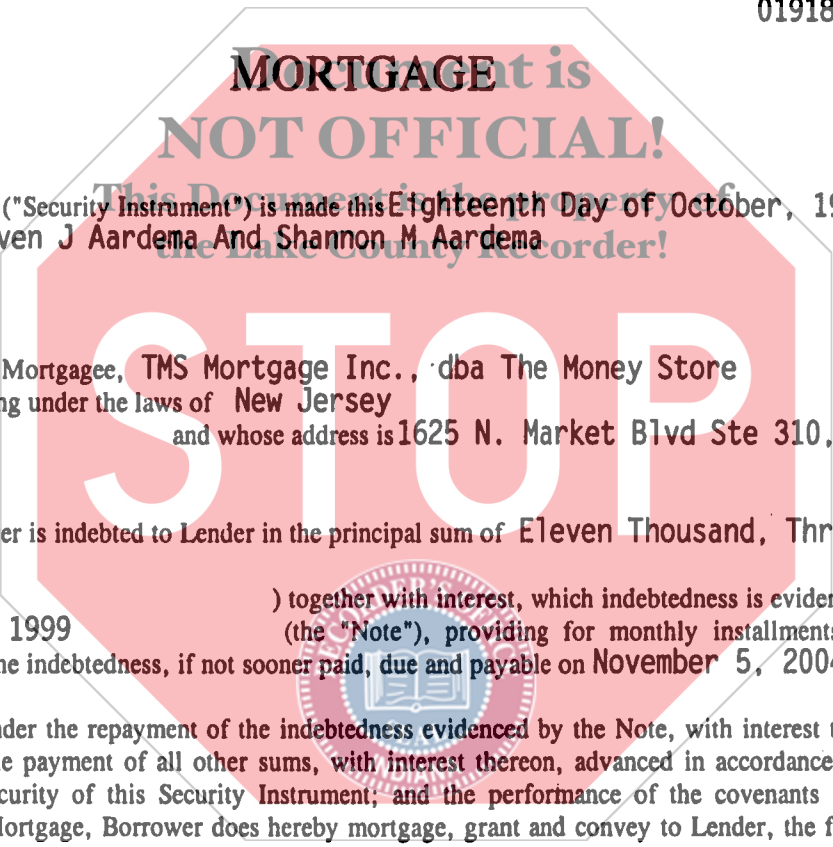 01918
MORTGAGE
Document is
NOT OFFICIAL!
This Document is the property of
the Lake County Recorder!
("Security Instrument") is made this Eighteenth Day of October, 19
ven J Aardema And Shannon M Aardema
STOP
Mortgagee, TMS Mortgage Inc., dba The Money Store
ng under the laws of New Jersey
and whose address is 1625 N. Market Blvd Ste 310,
er is indebted to Lender in the principal sum of Eleven Thousand, Thr
) together with interest, which indebtedness is eviden
1999 (the "Note"), providing for monthly installments
ne indebtedness, if not sooner paid, due and payable on November 5, 2004
RECORDER'S OFFICE
nder the repayment of the indebtedness evidenced by the Note, with interest t
e payment of all other sums, with interest thereon, advanced in accordance
INDIANA
curity of this Security Instrument; and the performance of the covenants
Mortgage, Borrower does hereby mortgage, grant and convey to Lender, the f